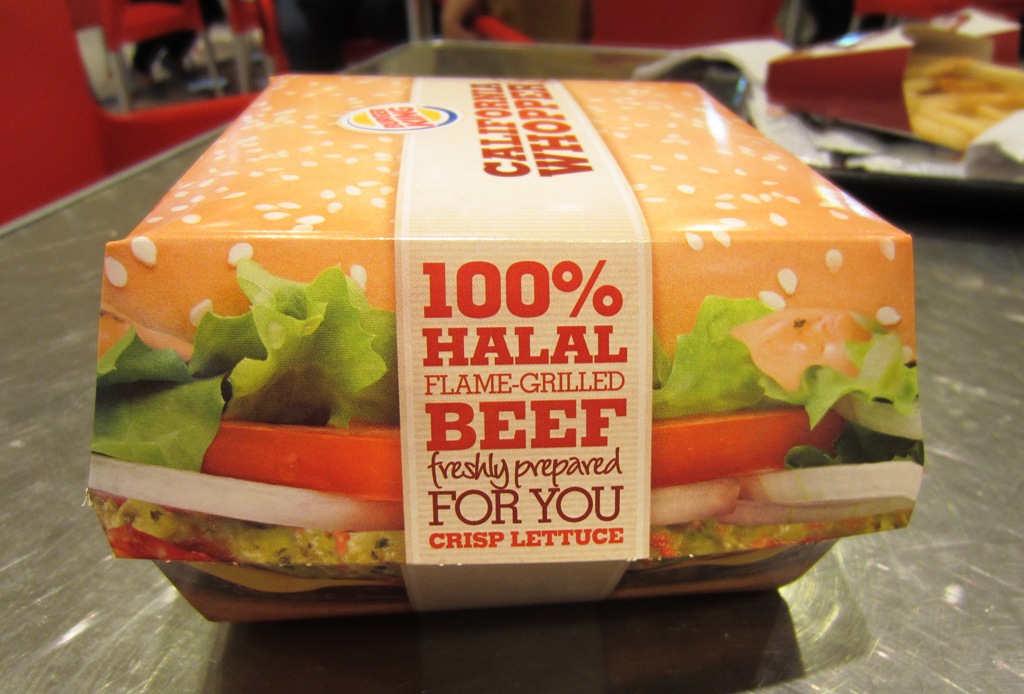 BURGER
KING
CALIFORNIA
WHOPPER
100%
HALAL
FLAME-GRILLED
BEEF
freshly prepared
FOR YOU
CRISP LETTUCE